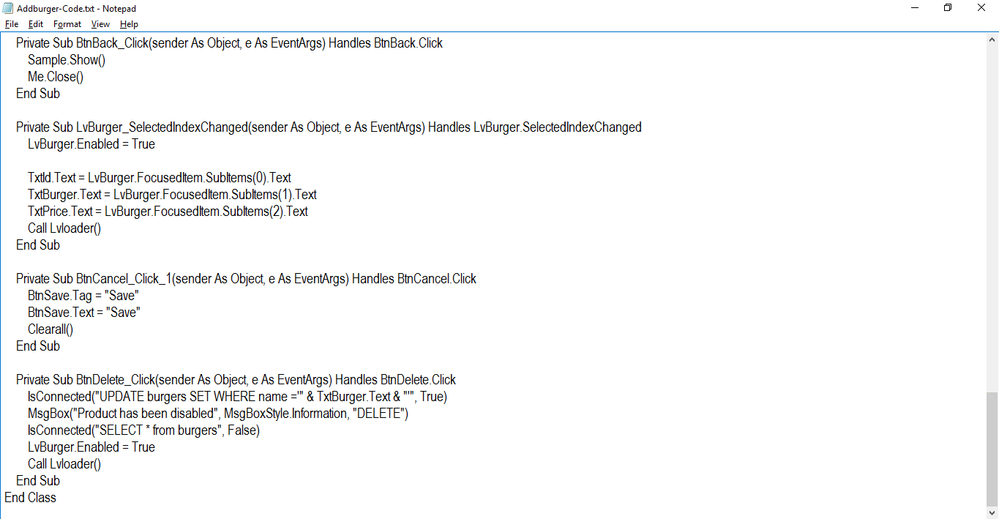 Addburger-Code.txt - Notepad
File Edit Format View Help
Private Sub BtnBack_Click(sender As Object, e As EventArgs) Handles BtnBack.Click
Sample.Show()
Me.Close()
End Sub
Private Sub LvBurger_SelectedIndexChanged(sender As Object, e As EventArgs) Handles LvBurger.SelectedIndexChanged
LvBurger.Enabled = True
TxtId.Text = LvBurger.FocusedItem.SubItems(0).Text
TxtBurger.Text = LvBurger.FocusedItem.SubItems(1).Text
TxtPrice.Text = LvBurger.FocusedItem.SubItems(2).Text
Call Lvloader()
End Sub
Private Sub BtnCancel_Click_1(sender As Object, e As EventArgs) Handles BtnCancel.Click
BtnSave.Tag = "Save"
BtnSave.Text = "Save"
Clearall()
End Sub
Private Sub BtnDelete_Click(sender As Object, e As EventArgs) Handles BtnDelete.Click
IsConnected("UPDATE burgers SET WHERE name ='" & TxtBurger.Text & "'", True)
MsgBox("Product has been disabled", MsgBoxStyle.Information, "DELETE")
IsConnected("SELECT * from burgers", False)
LvBurger.Enabled = True
Call Lvloader()
End Sub
End Class